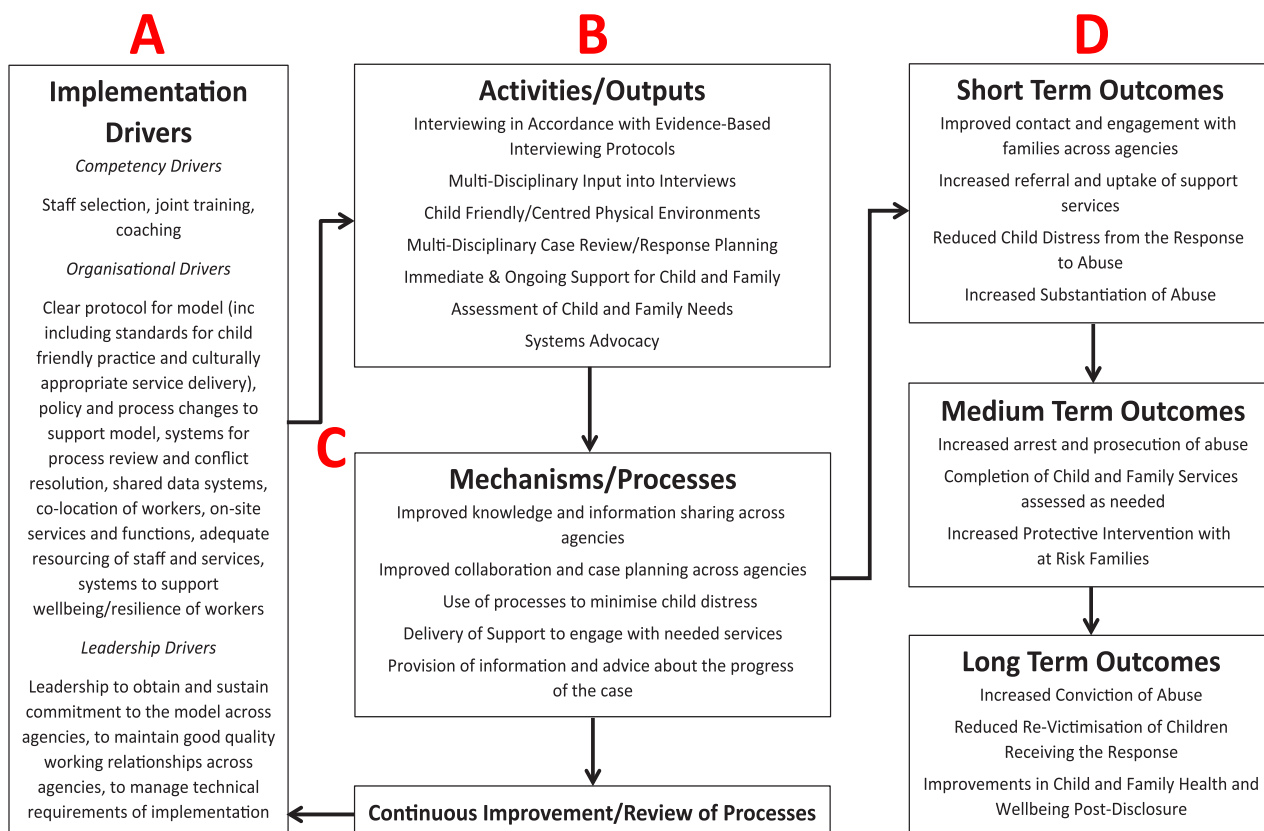 A
Implementation
Drivers
Competency Drivers
Staff selection, joint training,
coaching
Organisational Drivers
Clear protocol for model (inc
including standards for child
friendly practice and culturally
appropriate service delivery),
policy and process changes to
support model, systems for
process review and conflict
resolution, shared data systems,
co-location of workers, on-site
services and functions, adequate
resourcing of staff and services,
systems to support
wellbeing/resilience of workers
Leadership Drivers
Leadership to obtain and sustain
commitment to the model across
agencies, to maintain good quality
working relationships across
agencies, to manage technical
requirements of implementation
B
Activities/Outputs
Interviewing in Accordance with Evidence-Based
Interviewing Protocols
Multi-Disciplinary Input into Interviews
Child Friendly/Centred Physical Environments
Multi-Disciplinary Case Review/Response Planning
Immediate & Ongoing Support for Child and Family
Assessment of Child and Family Needs
Systems Advocacy
C
Mechanisms/Processes
Improved knowledge and information sharing across
agencies
Improved collaboration and case planning across agencies
Use of processes to minimise child distress
Delivery of Support to engage with needed services
Provision of information and advice about the progress
of the case
Continuous Improvement/Review of Processes
D
Short Term Outcomes
Improved contact and engagement with
families across agencies
Increased referral and uptake of support
services
Reduced Child Distress from the Response
to Abuse
Increased Substantiation of Abuse
Medium Term Outcomes
Increased arrest and prosecution of abuse
Completion of Child and Family Services
assessed as needed
Increased Protective Intervention with
at Risk Families
Long Term Outcomes
Increased Conviction of Abuse
Reduced Re-Victimisation of Children
Receiving the Response
Improvements in Child and Family Health and
Wellbeing Post-Disclosure